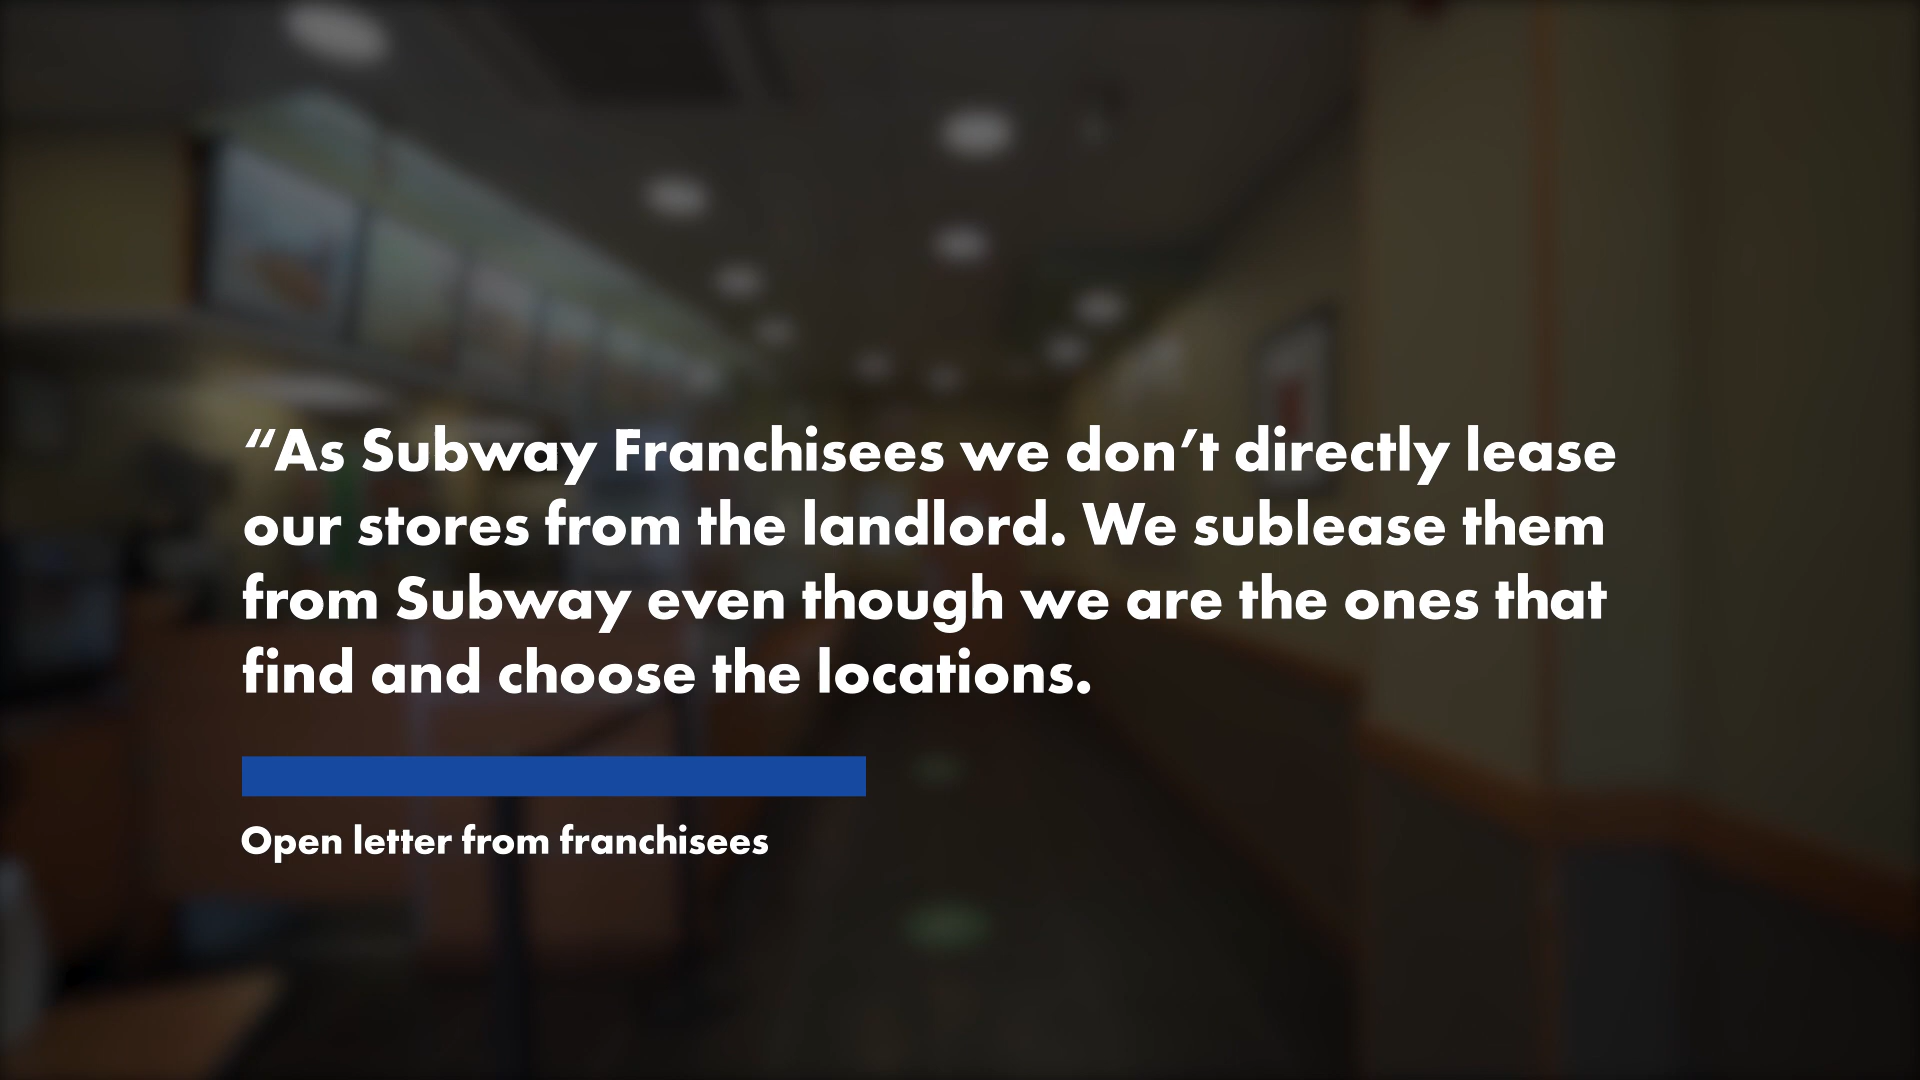 “As Subway Franchisees we don’t directly lease
our stores from the landlord. We sublease them
from Subway even though we are the ones that
find and choose the locations.
Open letter from franchisees